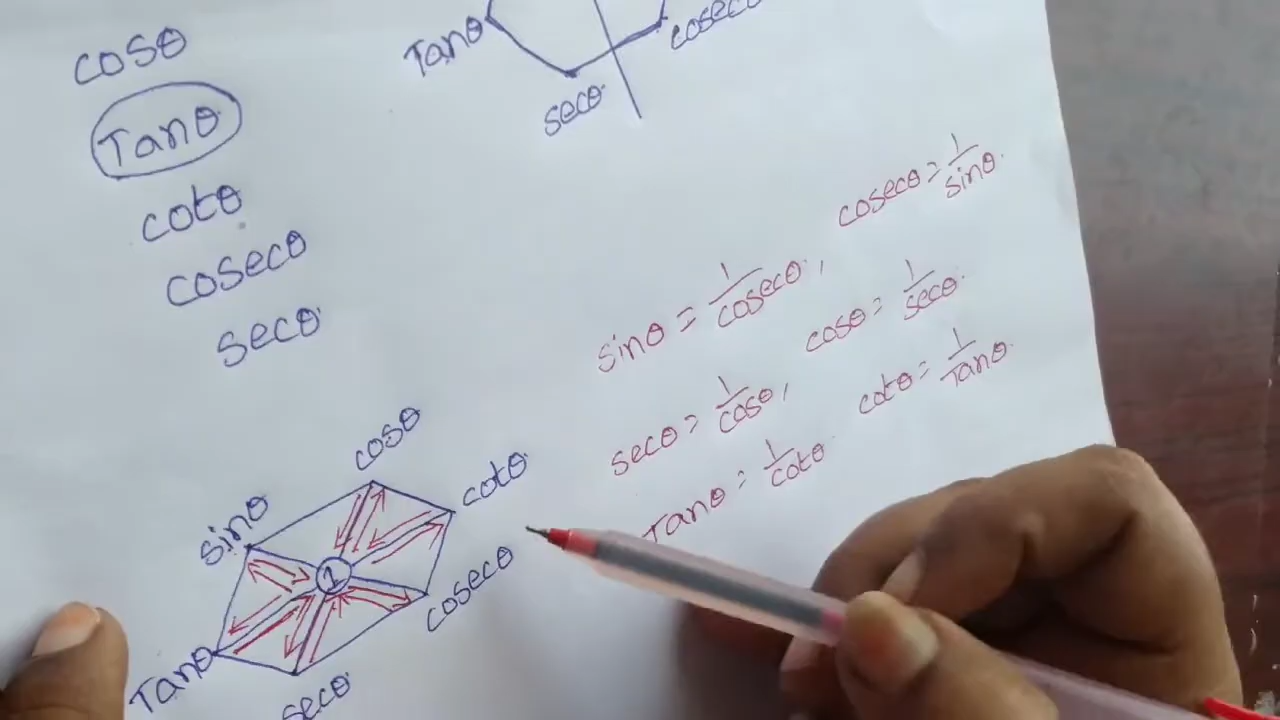 cosθ
Tanθ
cotθ
cosecθ
secθ
Tanθ
secθ
cosecθ
cosecθ = 1/sinθ
sinθ = 1/cosecθ,
cosθ = 1/secθ
secθ = 1/cosθ,
cotθ = 1/Tanθ
Tanθ = 1/cotθ
cosθ
sinθ
cotθ
1
cosecθ
Tanθ
secθ